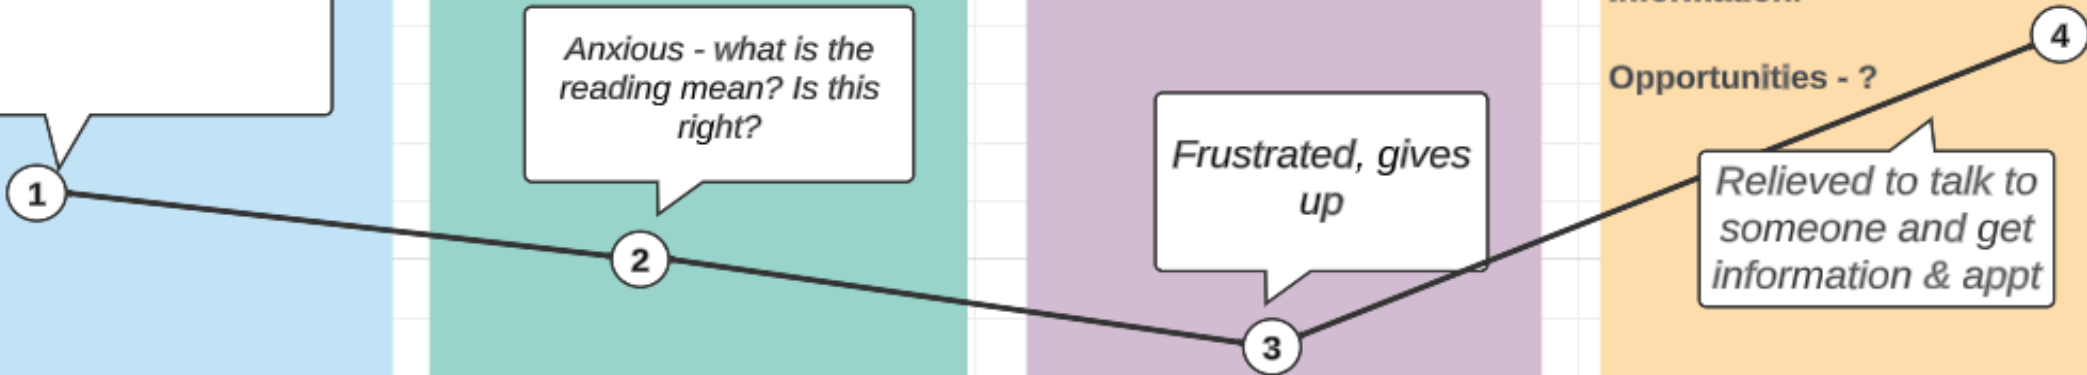 1
Anxious - what is the
reading mean? Is this
right?
2
Frustrated, gives
up
3
Opportunities - ?
4
Relieved to talk to
someone and get
information & appt